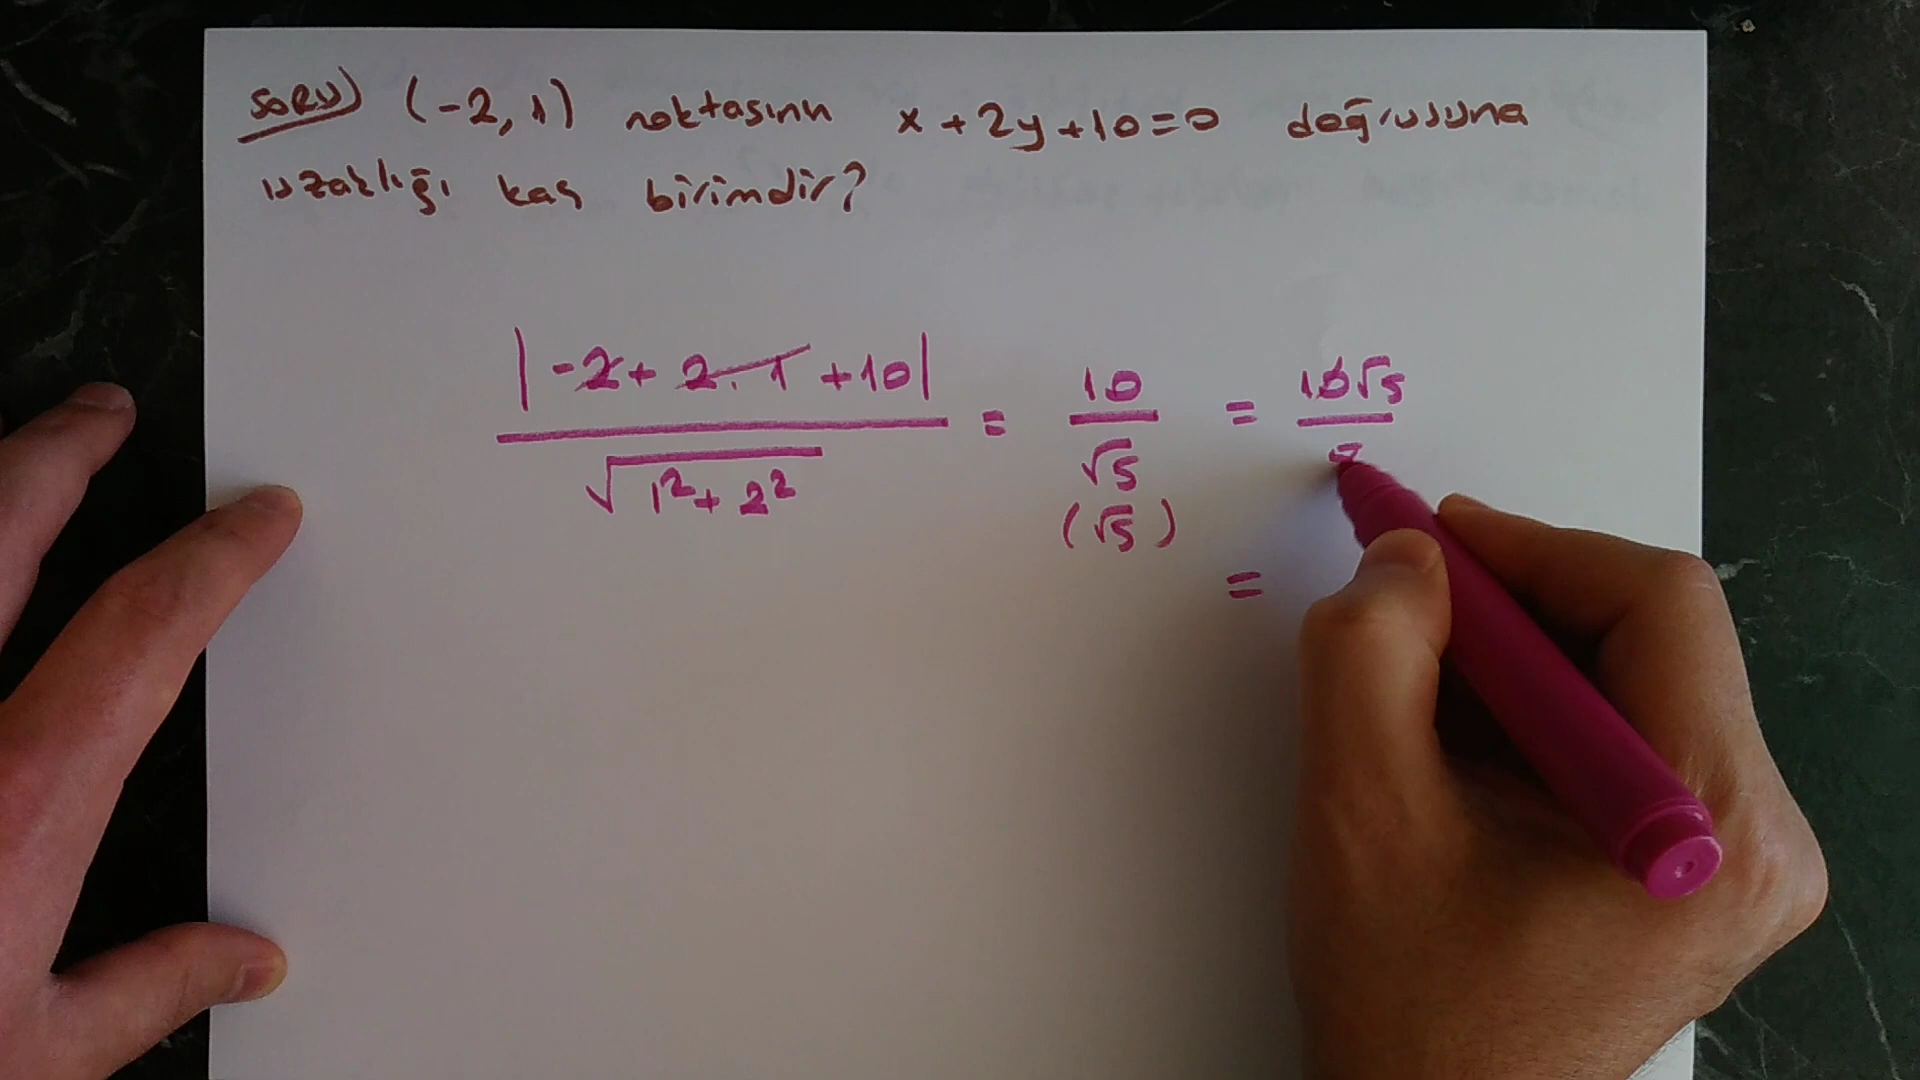 SORU) (-2, 1) noktasının x + 2y + 10 = 0 doğrusuna
uzaklığı kaç birimdir?
|-2 + 2.1 + 10| / √(1² + 2²) = 10 / √5 = 10√5 / 5
(√5)
=